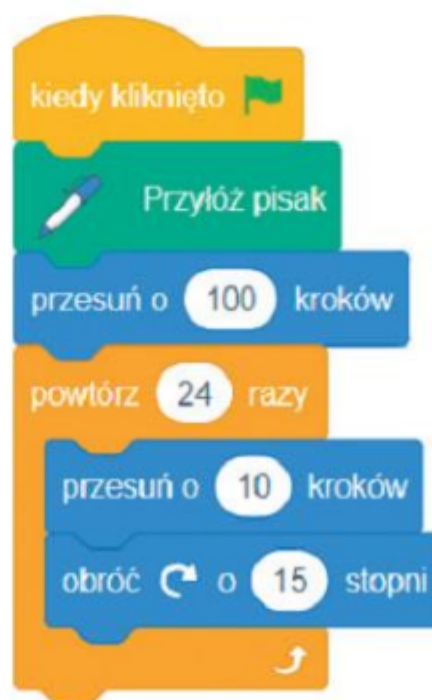 kiedy kliknięto
Przyłóż pisak
przesuń o 100 kroków
powtórz 24 razy
przesuń o 10 kroków
obróć o 15 stopni